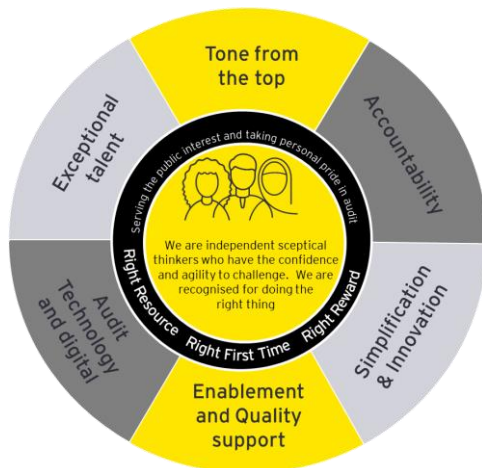 Tone from
the top
Accountability
Simplification
& Innovation
Enablement
and Quality
support
Audit
Technology
and digital
Exceptional
talent
Serving the public interest and taking personal pride in audit
We are independent sceptical
thinkers who have the confidence
and agility to challenge. We are
recognised for doing the
right thing
Right Resource
Right First Time
Right Reward